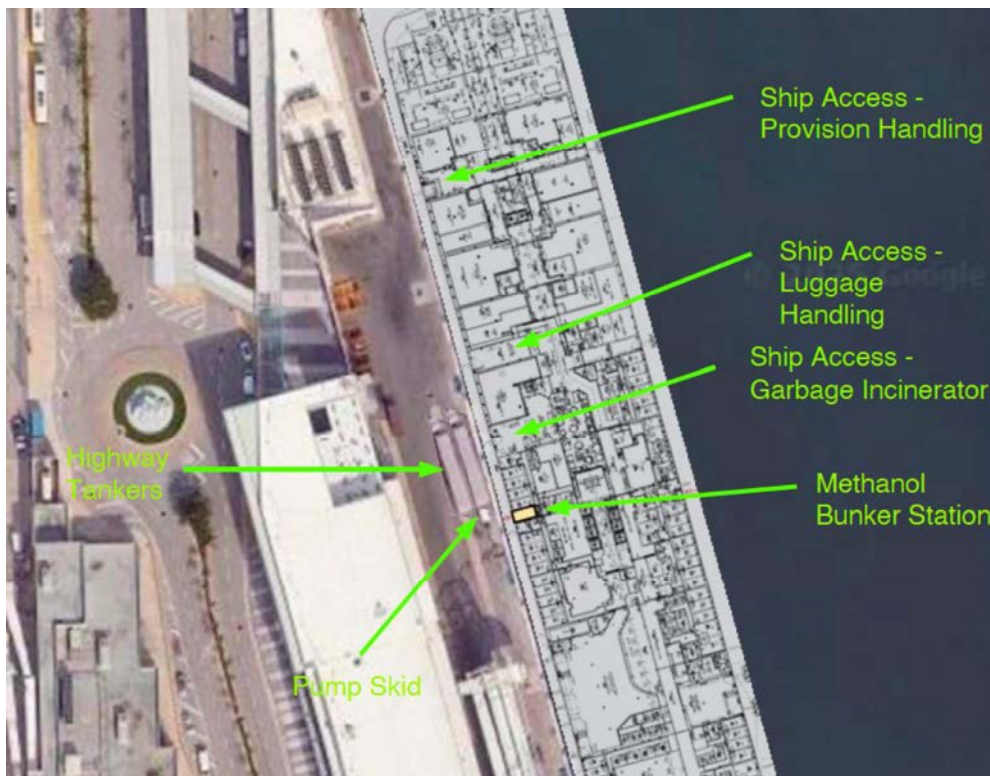 Ship Access -
Provision Handling
Ship Access -
Luggage
Handling
Ship Access -
Garbage Incinerator
Highway
Tankers
Methanol
Bunker Station
Pump Skid
Google